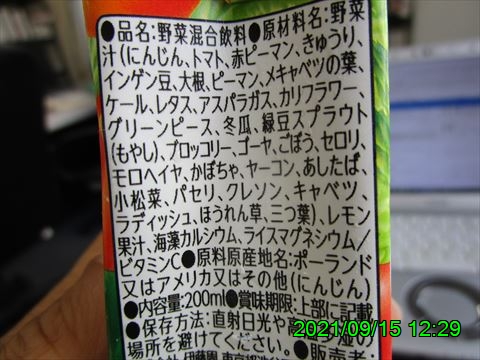 ●品名:野菜混合飲料●原材料名:野菜
汁(にんじん、トマト、赤ピーマン、きゅうり、
インゲン豆、大根、ピーマン、メキャベツの葉、
ケール、レタス、アスパラガス、カリフラワー、
グリーンピース、冬瓜、緑豆スプラウト
(もやし)、ブロッコリー、ゴーヤ、ごぼう、セロリ、
モロヘイヤ、かぼちゃ、ヤーコン、あしたば、
小松菜、パセリ、クレソン、キャベツ、
ラディッシュ、ほうれん草、三つ葉)、レモン
果汁、海藻カルシウム、ライスマグネシウム/
ビタミンC●原料原産地名:ポーランド
又はアメリカ又はその他(にんじん)
●内容量:200ml●賞味期限:上部に記載
●保存方法:直射日光や高温多湿の
場所を避けてください。●販売者
2021/09/15 12:29